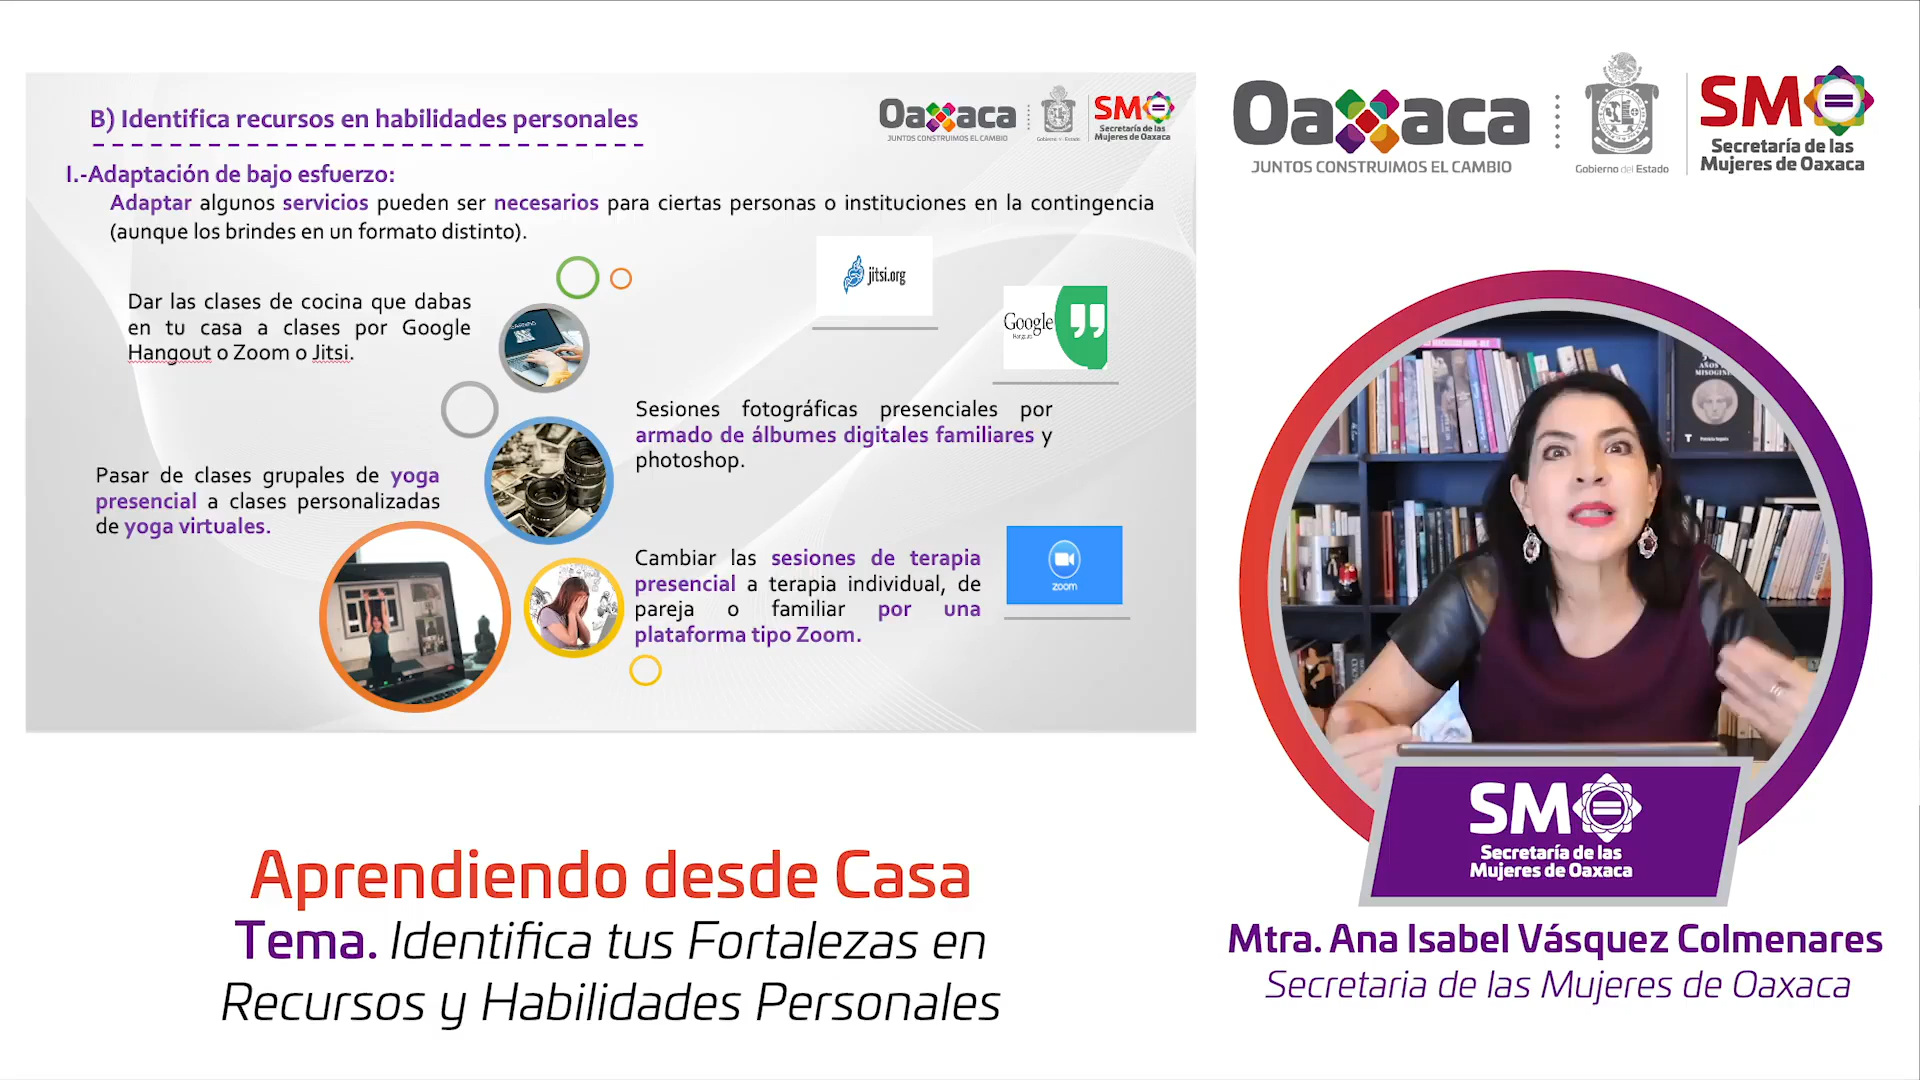 B) Identifica recursos en habilidades personales
Oaxaca
JUNTOS CONSTRUIMOS EL CAMBIO
Gobierno del Estado
SM
Secretaría de las
Mujeres de Oaxaca
I.-Adaptación de bajo esfuerzo:
Adaptar algunos servicios pueden ser necesarios para ciertas personas o instituciones en la contingencia
(aunque los brindes en un formato distinto).
Dar las clases de cocina que dabas
en tu casa a clases por Google
Hangout o Zoom o Jitsi.
jitsi.org
Google
Sesiones fotográficas presenciales por
armado de álbumes digitales familiares y
photoshop.
Pasar de clases grupales de yoga
presencial a clases personalizadas
de yoga virtuales.
Cambiar las sesiones de terapia
presencial a terapia individual, de
pareja o familiar por una
plataforma tipo Zoom.
zoom
Oaxaca
JUNTOS CONSTRUIMOS EL CAMBIO
Gobierno del Estado
SM
Secretaría de las
Mujeres de Oaxaca
SM
Secretaría de las
Mujeres de Oaxaca
Aprendiendo desde Casa
Tema. Identifica tus Fortalezas en
Recursos y Habilidades Personales
Mtra. Ana Isabel Vásquez Colmenares
Secretaria de las Mujeres de Oaxaca